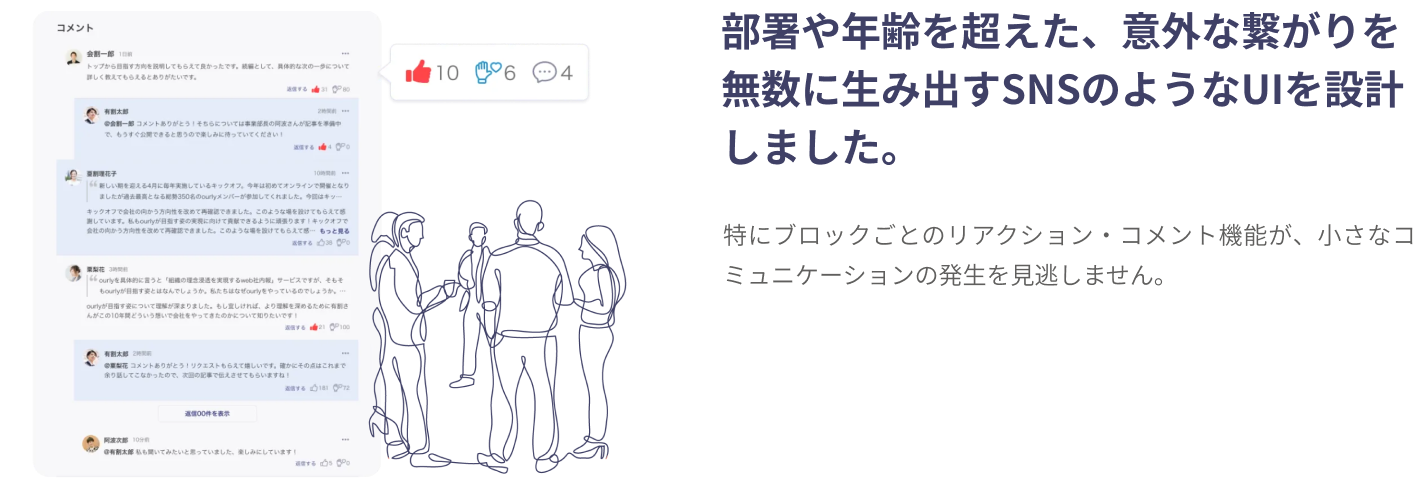 コメント
会割一郎 1日前
トップから目指す方向を説明してもらえて良かったです。続編として、具体的な次の一歩について
詳しく教えてもらえるとありがたいです。
返信する 31 80
有割太郎 2時間前
@会割一郎 コメントありがとう！そちらについては事業部長の阿波さんが記事を準備中
で、もうすぐ公開できると思うので楽しみに待っていてください！
返信する 4 0
亜割理花子 10時間前
新しい期を迎える4月に毎年実施しているキックオフ。今年は初めてオンラインで開催となり
ましたが過去最高となる総勢350名のourlyメンバーが参加してくれました。今回はキッ…
キックオフで会社の向かう方向性を改めて再確認できました。このような場を設けてもらえて感
謝しています。私もourlyが目指す姿の実現に向けて貢献できるように頑張ります！キックオフで
会社の向かう方向性を改めて再確認できました。このような場を設けてもらえて感… もっと見る
返信する 38 0
葉梨花 3時間前
ourlyを具体的に言うと「組織の理念浸透を実現するweb社内報」サービスですが、そもそ
もourlyが目指す姿とはなんでしょうか。私たちはなぜourlyをやっているのでしょうか。…
ourlyが目指す姿について理解が深まりました。もし宜しければ、より理解を深めるために有割さ
んがこの10年間どういう想いで会社をやってきたのかについて知りたいです！
返信する 21 100
有割太郎 2時間前
@葉梨花 コメントありがとう！リクエストもらえて嬉しいです。確かにその点はこれまで
余り話してこなかったので、次回の記事で伝えさせてもらいますね！
返信する 181 72
返信00件を表示
阿波次郎 10分前
@有割太郎 私も聞いてみたいと思っていました、楽しみにしています！
返信する 5 0
10 6 4
部署や年齢を超えた、意外な繋がりを
無数に生み出すSNSのようなUIを設計
しました。
特にブロックごとのリアクション・コメント機能が、小さなコ
ミュニケーションの発生を見逃しません。